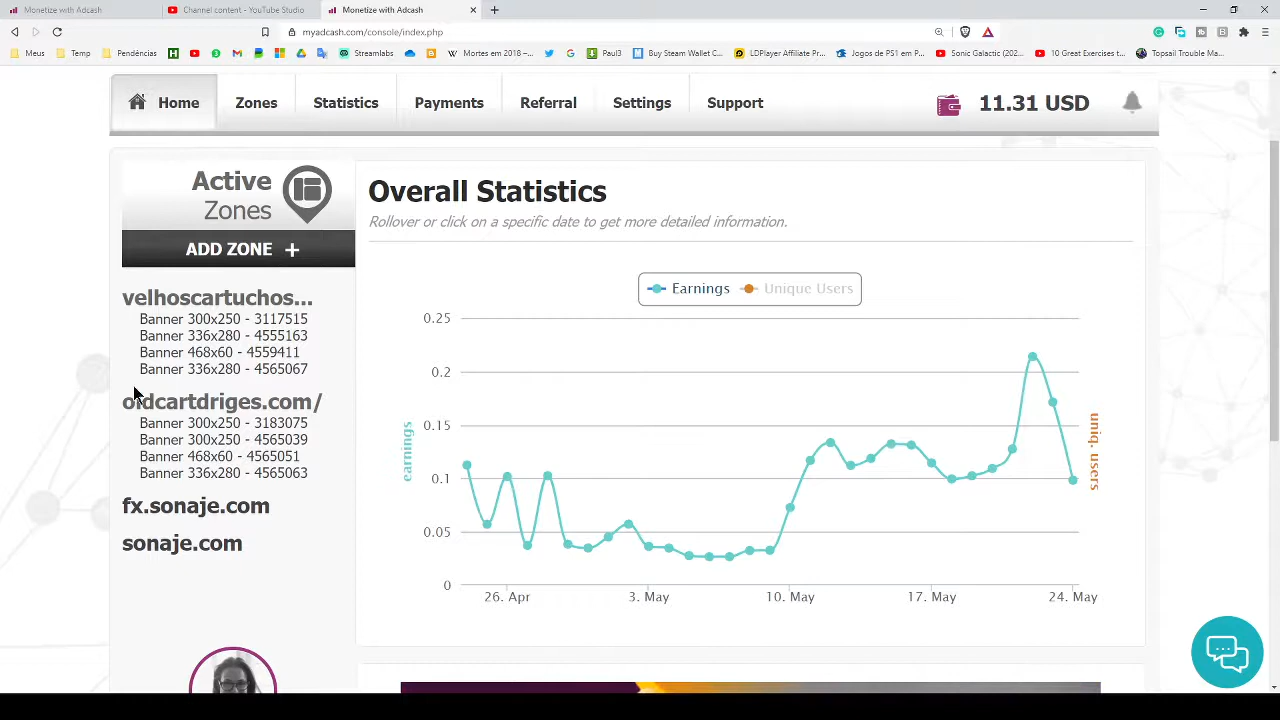 Monetize with Adcash
Channel content - YouTube Studio
Monetize with Adcash
myadcash.com/console/index.php
Meus
Temp
Pendências
Streamlabs
Mortes em 2018 –...
Paul3
Buy Steam Wallet C...
LDPlayer Affiliate Pr...
Jogos de PS1 em P...
10 Great Exercises t...
Topsail Trouble Ma...
Home
Zones
Statistics
Payments
Referral
Settings
Support
11.31 USD
Active
Zones
ADD ZONE +
velhoscartuchos...
Banner 300x250 - 3117515
Banner 336x280 - 4555163
Banner 468x60 - 4559411
Banner 336x280 - 4565067
oldcartdriges.com/
Banner 300x250 - 3183075
Banner 300x250 - 4565039
Banner 468x60 - 4565051
Banner 336x280 - 4565063
fx.sonaje.com
sonaje.com
Overall Statistics
Rollover or click on a specific date to get more detailed information.
Earnings
Unique Users
0.25
0.2
0.15
0.1
0.05
0
earnings
uniq. users
26. Apr
3. May
10. May
17. May
24. May